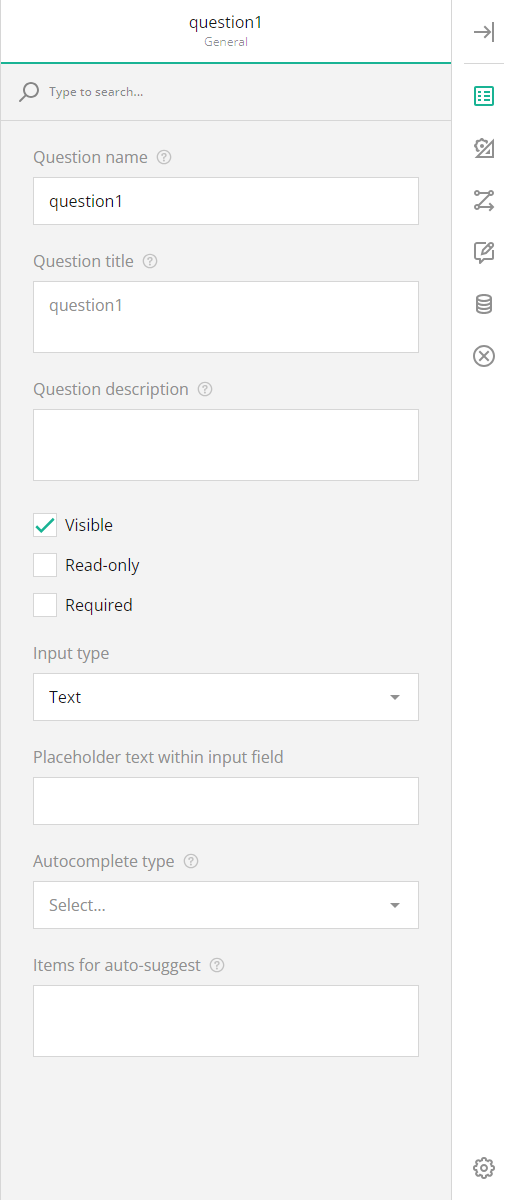 question1
General
Type to search...
Question name
question1
Question title
question1
Question description
Visible
Read-only
Required
Input type
Text
Placeholder text within input field
Autocomplete type
Select...
Items for auto-suggest